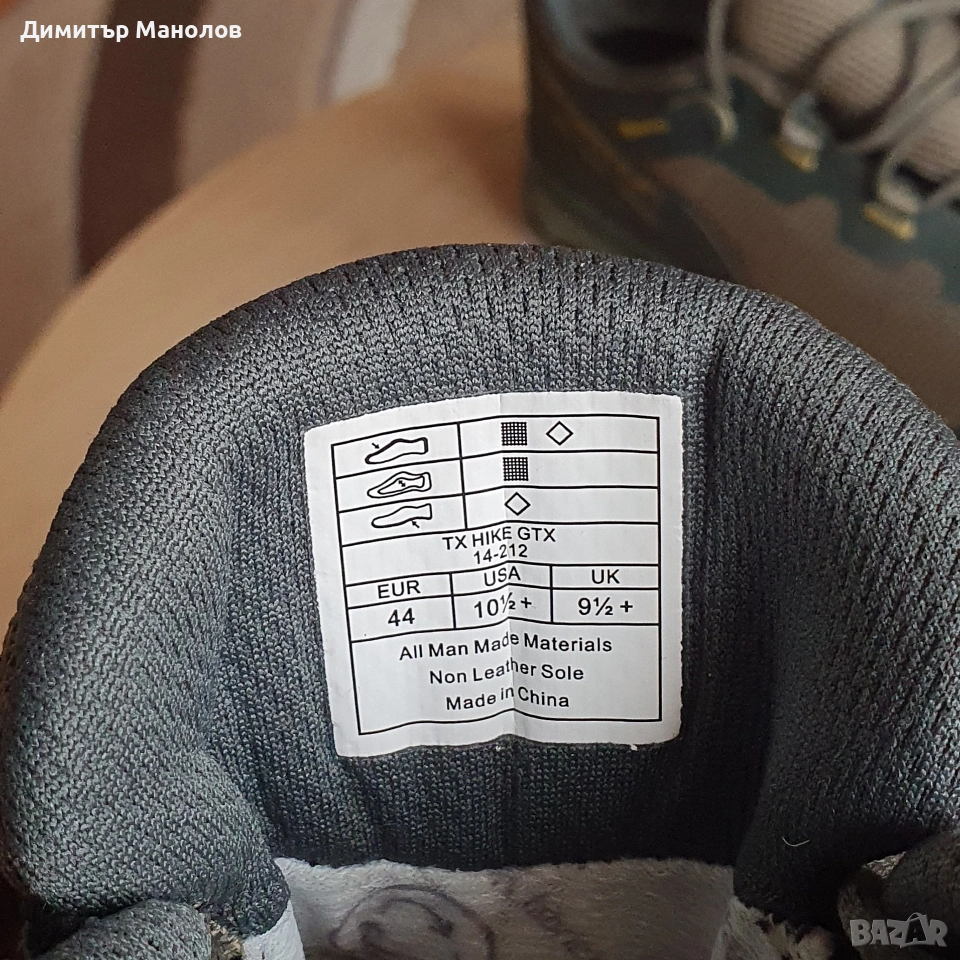 Димитър Манолов
TX HIKE GTX
14-212
EUR USA UK
44 10½+ 9½+
All Man Made Materials
Non Leather Sole
Made in China
BAZAR